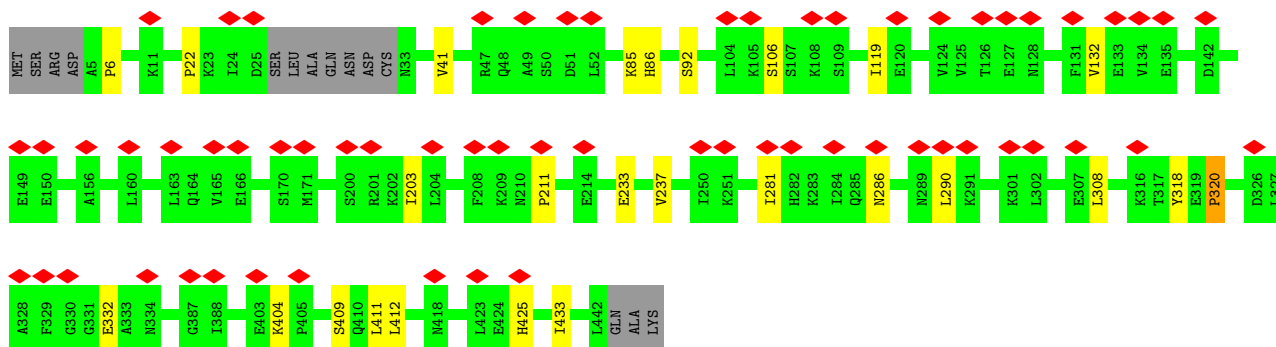 MET SER ARG ASP A5 P6 K11 P22 K23 I24 D25 SER LEU ALA GLN ASN ASP CYS N33 V41 R47 Q48 A49 S50 D51 L52 K85 H86 S92 L104 K105 S106 S107 K108 S109 I119 E120 V124 V125 T126 E127 N128 F131 V132 E133 V134 E135 D142
E149 E150 A156 L160 L163 Q164 V165 E166 S170 M171 S200 R201 K202 I203 L204 F208 K209 N210 P211 E214 E233 V237 I250 K251 I281 H282 K283 I284 Q285 N286 N289 L290 K291 K301 L302 E307 L308 K316 T317 Y318 E319 P320 D326 L327
A328 F329 G330 G331 E332 A333 N334 G387 I388 E403 K404 P405 S409 Q410 L411 L412 N418 L423 E424 H425 I433 L442 GLN ALA LYS